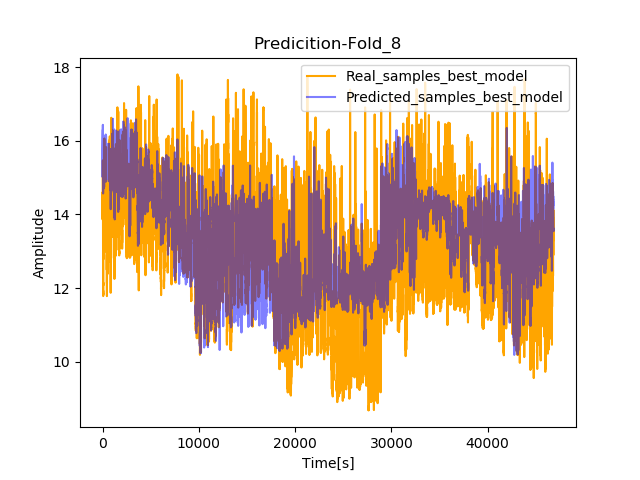 Predicition-Fold_8
Real_samples_best_model
Predicted_samples_best_model
18
16
14
12
10
Amplitude
0
10000
20000
30000
40000
Time[s]